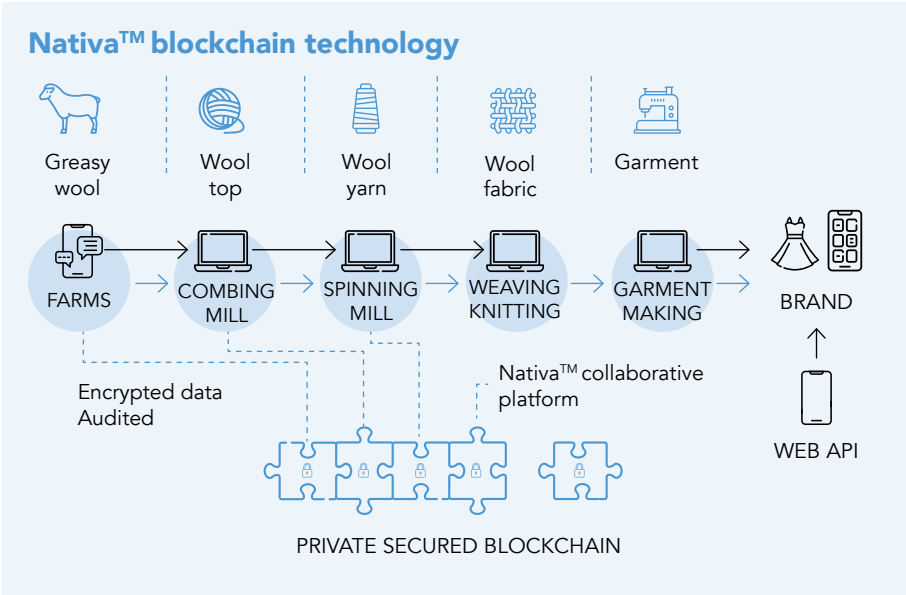 Nativa™ blockchain technology
Greasy
wool
Wool
top
Wool
yarn
Wool
fabric
Garment
FARMS
COMBING
MILL
SPINNING
MILL
WEAVING
KNITTING
GARMENT
MAKING
BRAND
Encrypted data
Audited
Nativa™ collaborative
platform
WEB API
PRIVATE SECURED BLOCKCHAIN